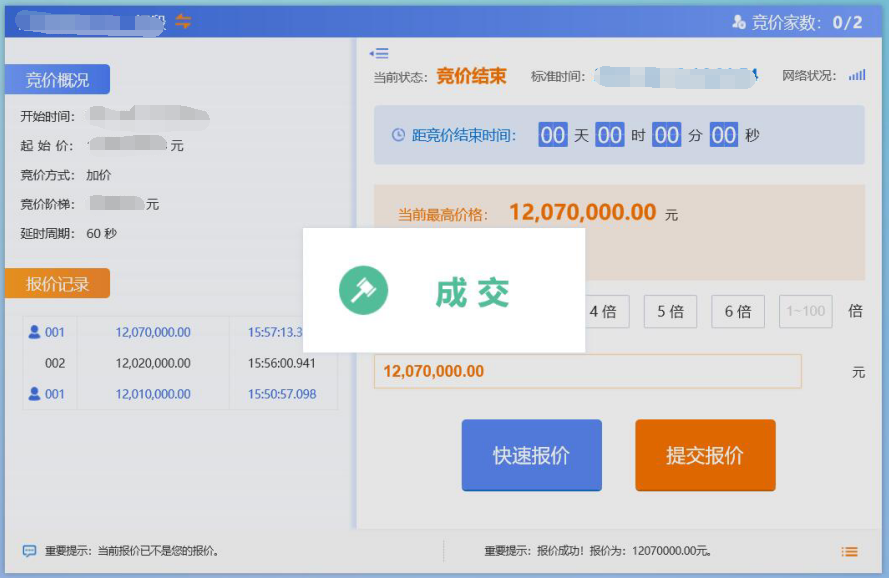 竞价家数：0/2
竞价概况
开始时间：
起 始 价： 元
竞价方式： 加价
竞价阶梯： 元
延时周期： 60 秒
报价记录
001 12,070,000.00 15:57:13.3
002 12,020,000.00 15:56:00.941
001 12,010,000.00 15:50:57.098
当前状态： 竞价结束 标准时间： 网络状况：
距竞价结束时间： 00 天 00 时 00 分 00 秒
当前最高价格： 12,070,000.00 元
成交
4 倍 5 倍 6 倍 1~100 倍
12,070,000.00 元
快速报价 提交报价
重要提示：当前报价已不是您的报价。 重要提示：报价成功！报价为：12070000.00元。